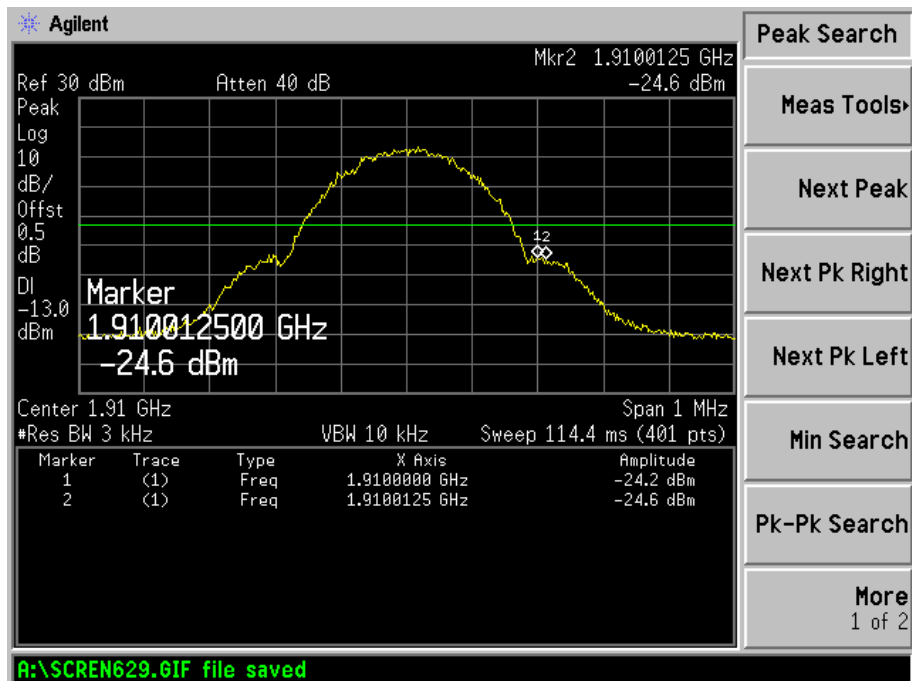 Agilent
Peak Search
Mkr2 1.9100125 GHz
Ref 30 dBm Atten 40 dB -24.6 dBm
Peak
Log
10
dB/
Offst
0.5
dB
DI
-13.0
dBm
12
Marker
1.910012500 GHz
-24.6 dBm
Center 1.91 GHz Span 1 MHz
#Res BW 3 kHz VBW 10 kHz Sweep 114.4 ms (401 pts)
Marker Trace Type X Axis Amplitude
1 (1) Freq 1.9100000 GHz -24.2 dBm
2 (1) Freq 1.9100125 GHz -24.6 dBm
Meas Tools
Next Peak
Next Pk Right
Next Pk Left
Min Search
Pk-Pk Search
More
1 of 2
A:\SCREN629.GIF file saved